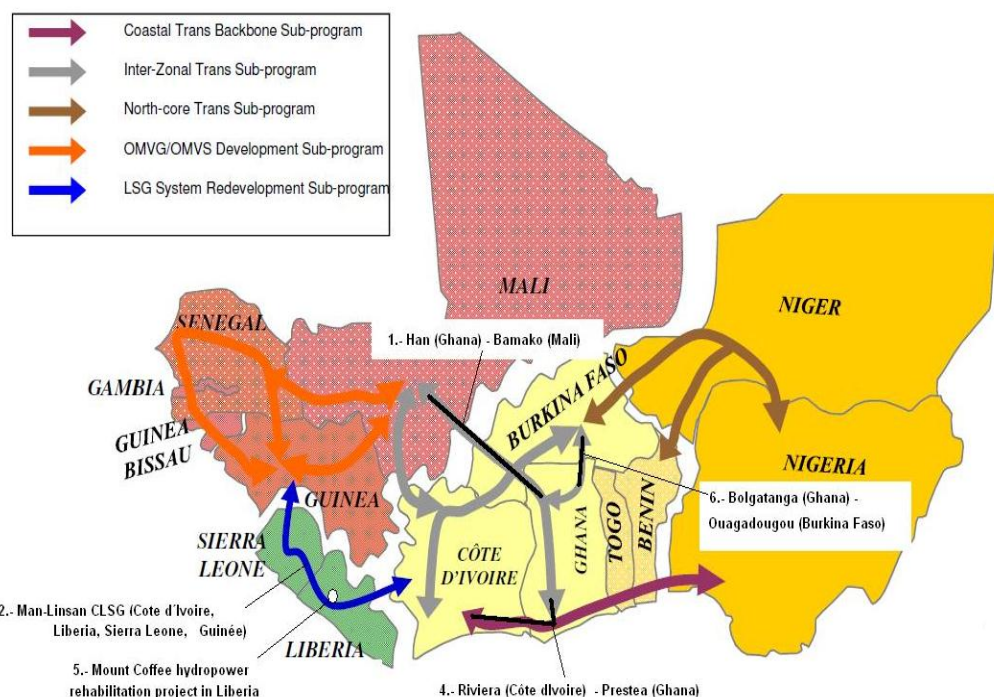 Coastal Trans Backbone Sub-program
Inter-Zonal Trans Sub-program
North-core Trans Sub-program
OMVG/OMVS Development Sub-program
LSG System Redevelopment Sub-program
MALI
NIGER
SENEGAL
1.- Han (Ghana) - Bamako (Mali)
GAMBIA
BURKINA FASO
GUINEA
BISSAU
NIGERIA
GUINEA
6.- Bolgatanga (Ghana) -
Ouagadougou (Burkina Faso)
SIERRA
LEONE
CÔTE
D'IVOIRE
GHANA
TOGO
BENIN
2.- Man-Linsan CLSG (Cote d´Ivoire,
Liberia, Sierra Leone, Guinée)
LIBERIA
5.- Mount Coffee hydropower
rehabilitation project in Liberia
4.- Riviera (Côte dIvoire) - Prestea (Ghana)